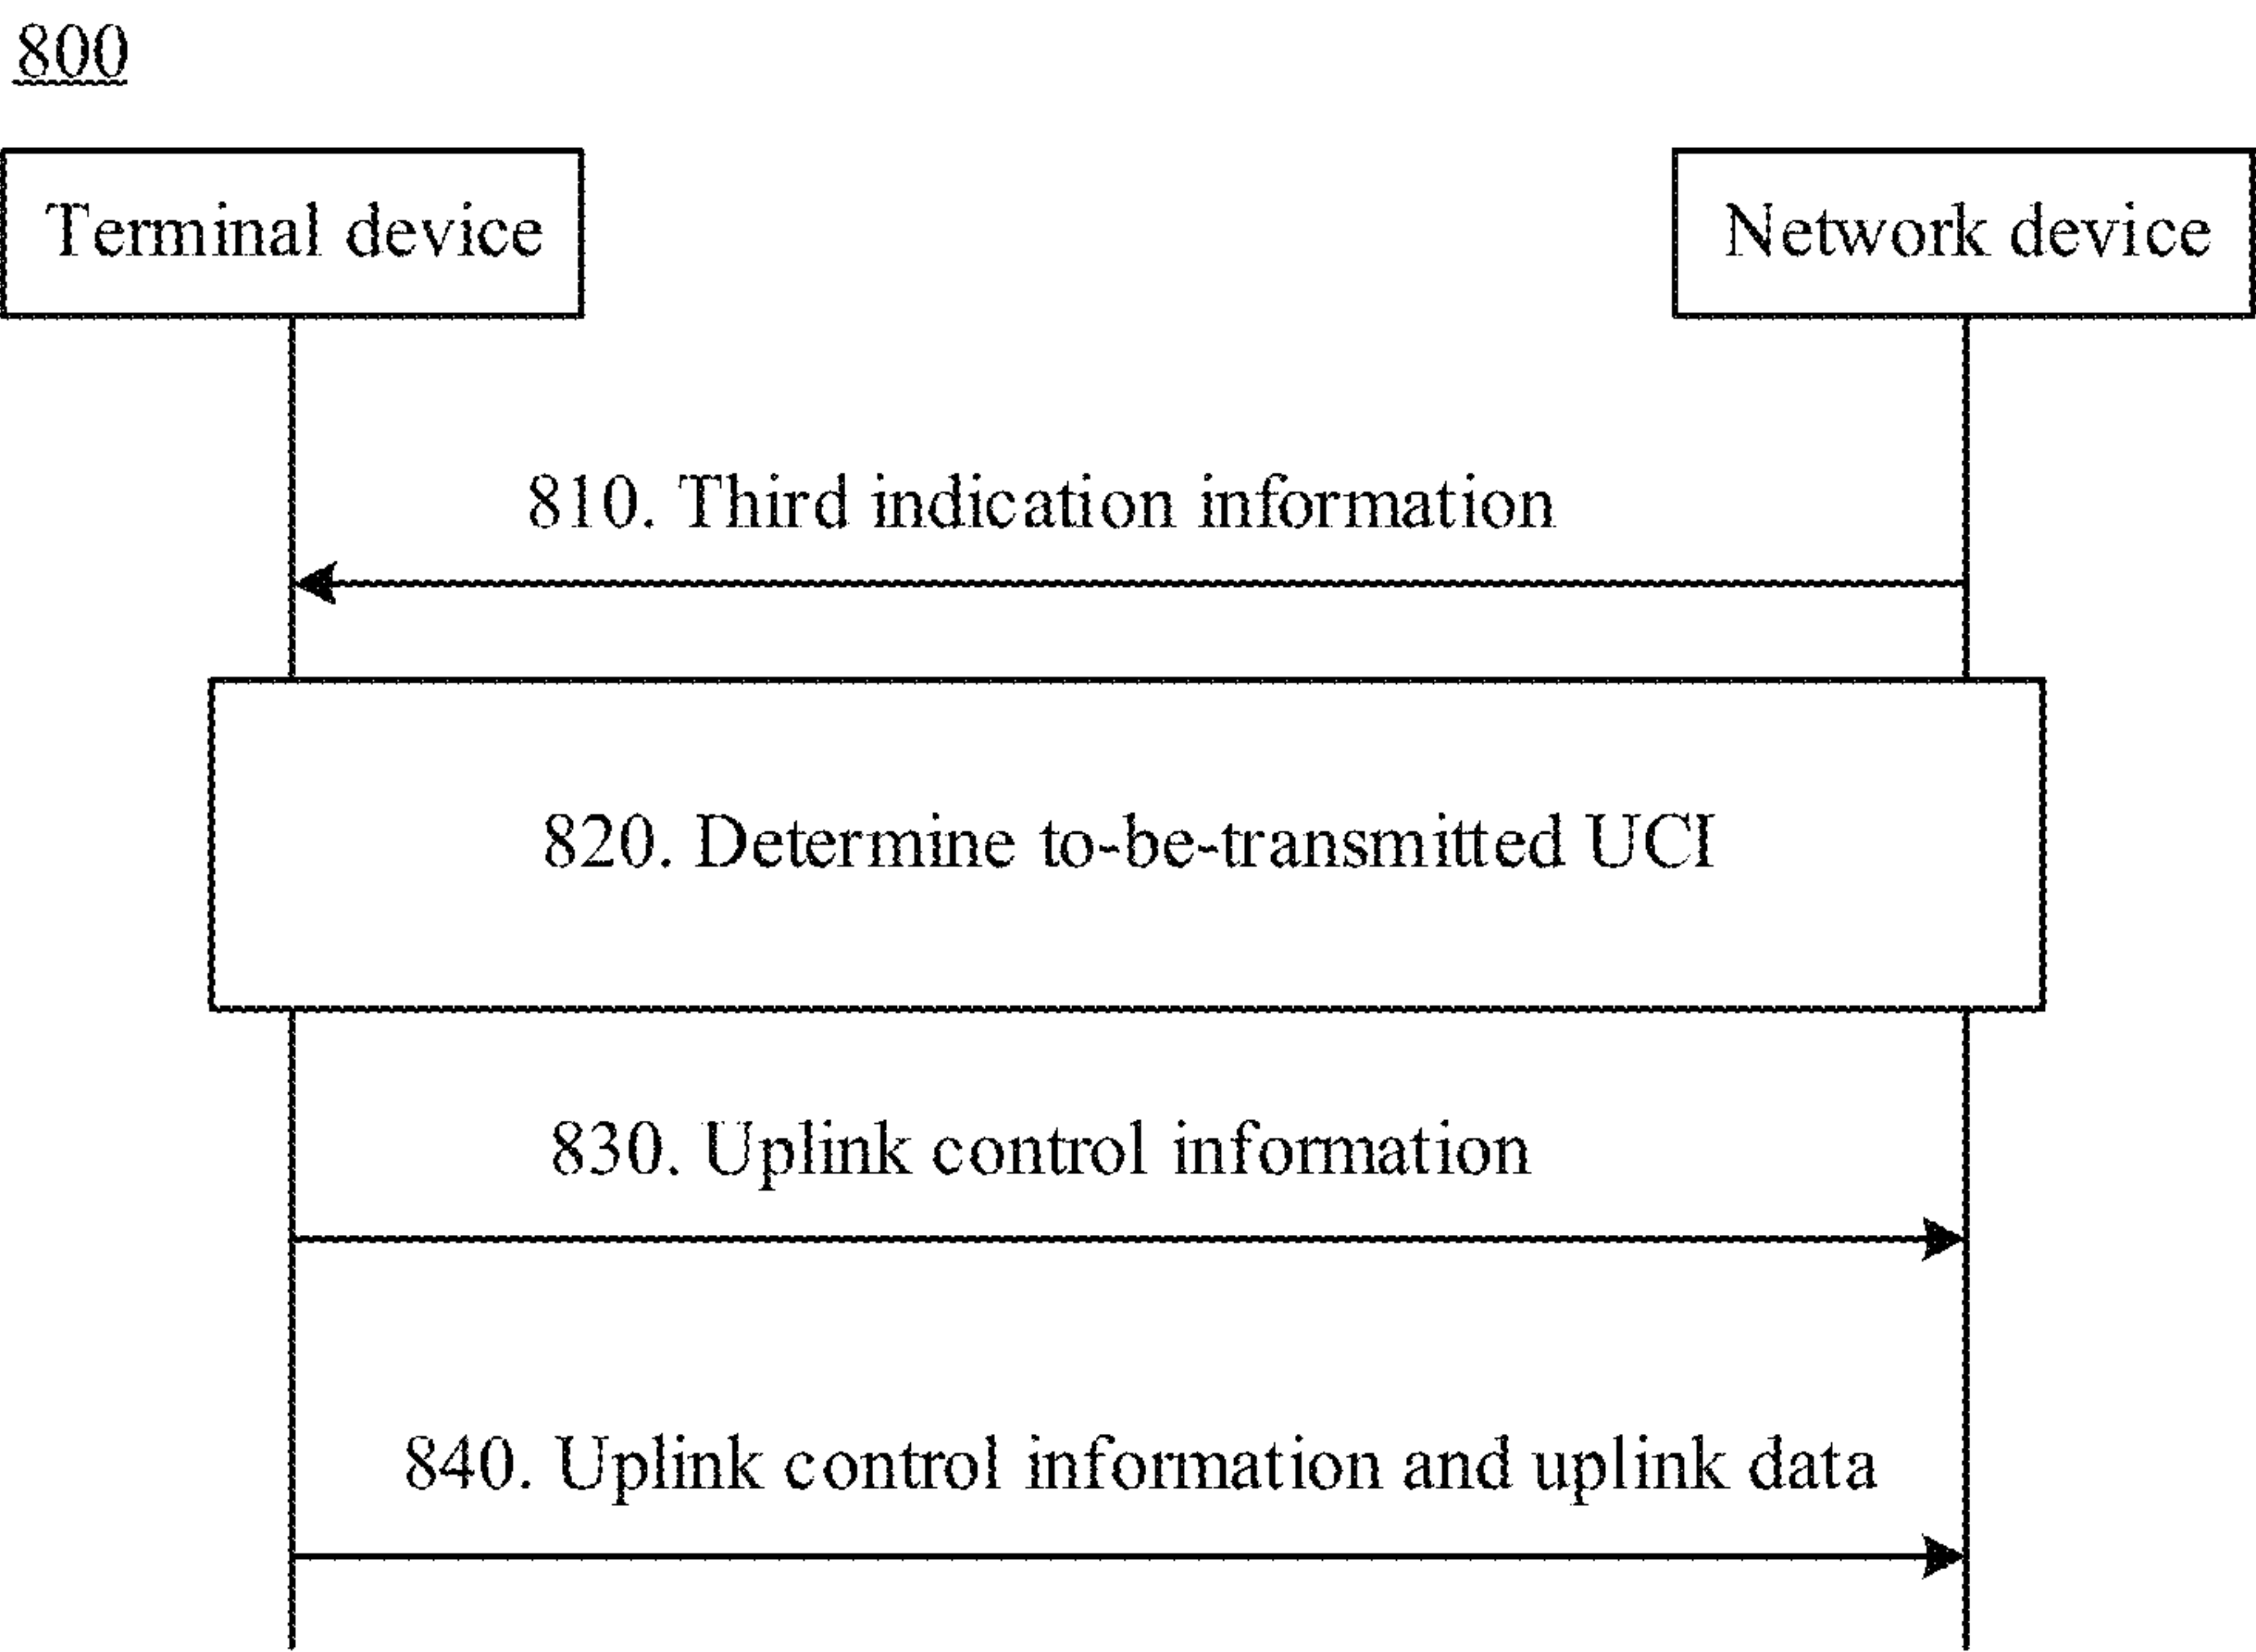 800
Terminal device
Network device
810. Third indication information
820. Determine to-be-transmitted UCI
830. Uplink control information
840. Uplink control information and uplink data